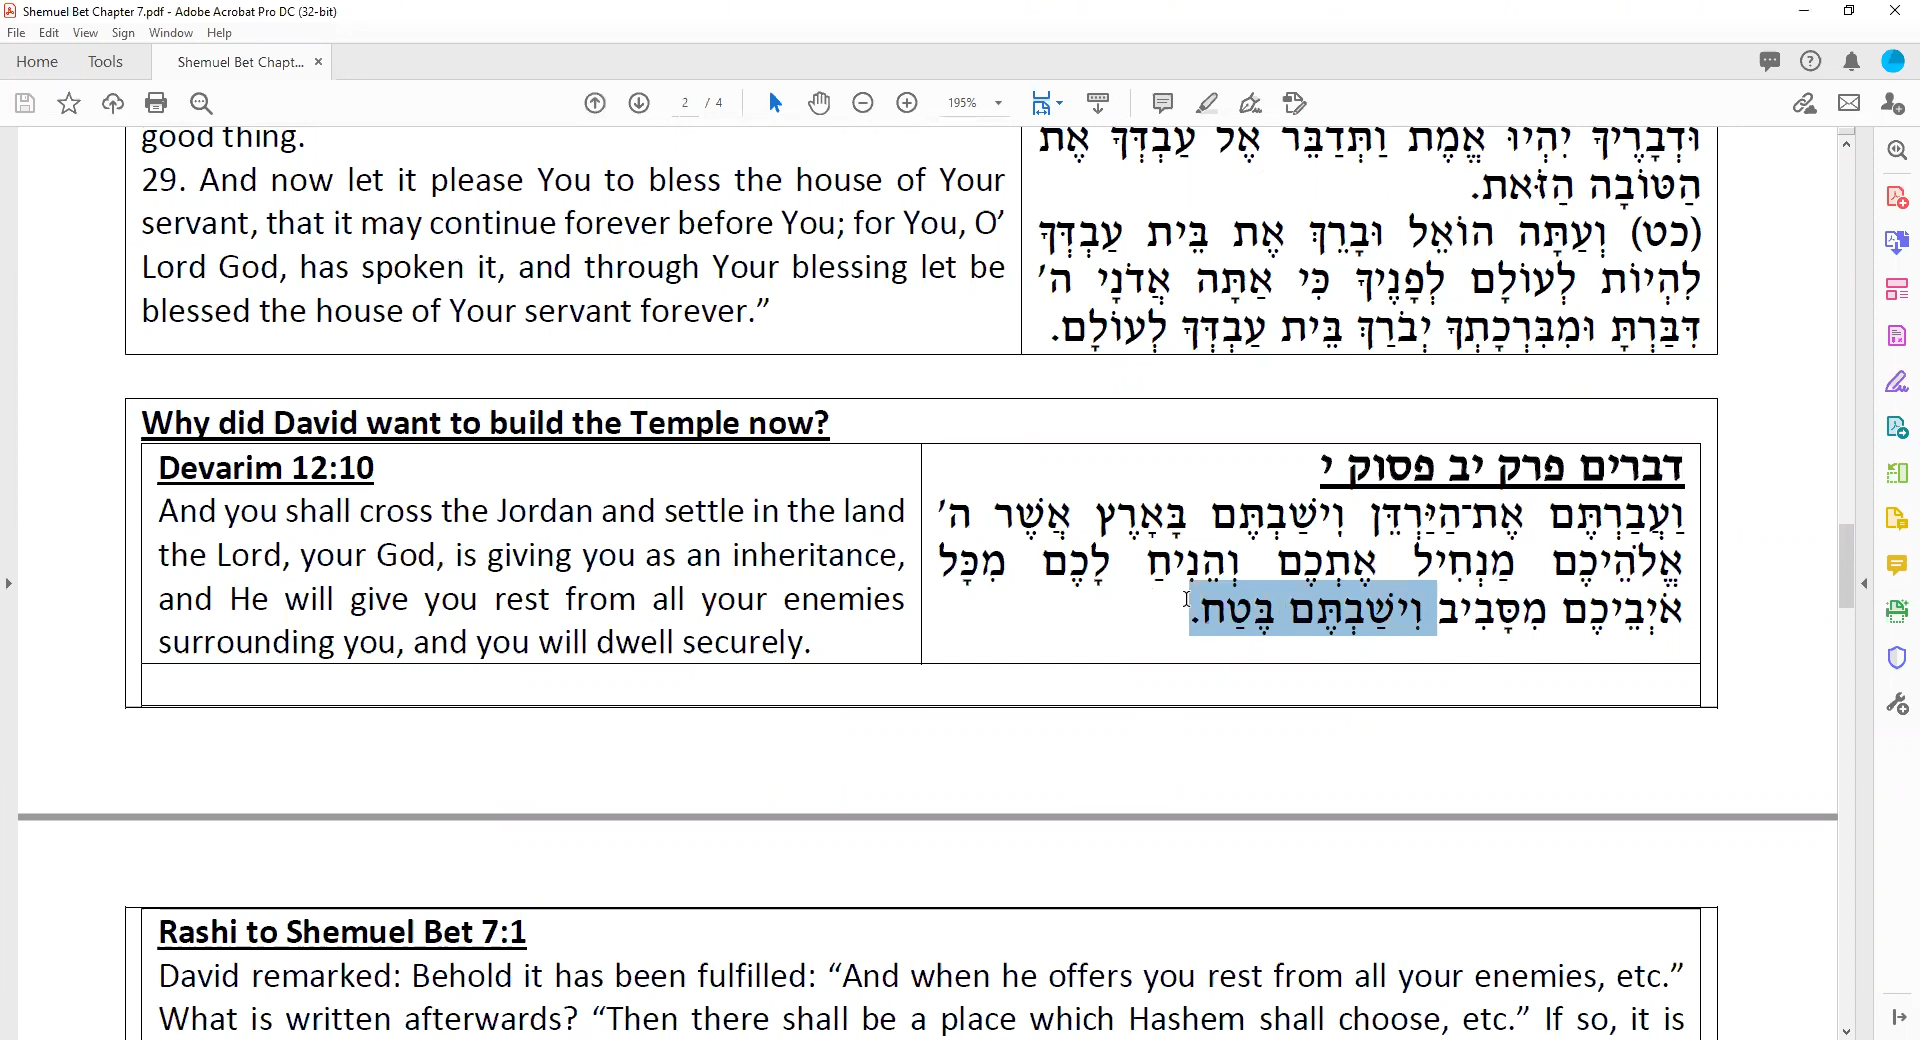 Shemuel Bet Chapter 7.pdf - Adobe Acrobat Pro DC (32-bit)
File Edit View Sign Window Help
Home Tools Shemuel Bet Chapt... ×
2 / 4 195%
good thing.
29. And now let it please You to bless the house of Your
servant, that it may continue forever before You; for You, O’
Lord God, has spoken it, and through Your blessing let be
blessed the house of Your servant forever.”
וּדְבָרֶיךָ יִהְיוּ אֱמֶת וַתְּדַבֵּר אֶל עַבְדְּךָ אֶת
הַטּוֹבָה הַזֹּאת.
(כט) וְעַתָּה הוֹאֵל וּבָרֵךְ אֶת בֵּית עַבְדְּךָ
לִהְיוֹת לְעוֹלָם לְפָנֶיךָ כִּי אַתָּה אֲדֹנָי ה'
דִּבַּרְתָּ וּמִבִּרְכָתְךָ יְבֹרַךְ בֵּית עַבְדְּךָ לְעוֹלָם.
Why did David want to build the Temple now?
Devarim 12:10
And you shall cross the Jordan and settle in the land
the Lord, your God, is giving you as an inheritance,
and He will give you rest from all your enemies
surrounding you, and you will dwell securely.
דברים פרק יב פסוק י
וַעֲבַרְתֶּם אֶת־הַיַּרְדֵּן וִישַׁבְתֶּם בָּאָרֶץ אֲשֶׁר ה'
אֱלֹהֵיכֶם מַנְחִיל אֶתְכֶם וְהֵנִיחַ לָכֶם מִכָּל
אֹיְבֵיכֶם מִסָּבִיב וִישַׁבְתֶּם בֶּטַח.
Rashi to Shemuel Bet 7:1
David remarked: Behold it has been fulfilled: “And when he offers you rest from all your enemies, etc.”
What is written afterwards? “Then there shall be a place which Hashem shall choose, etc.” If so, it is